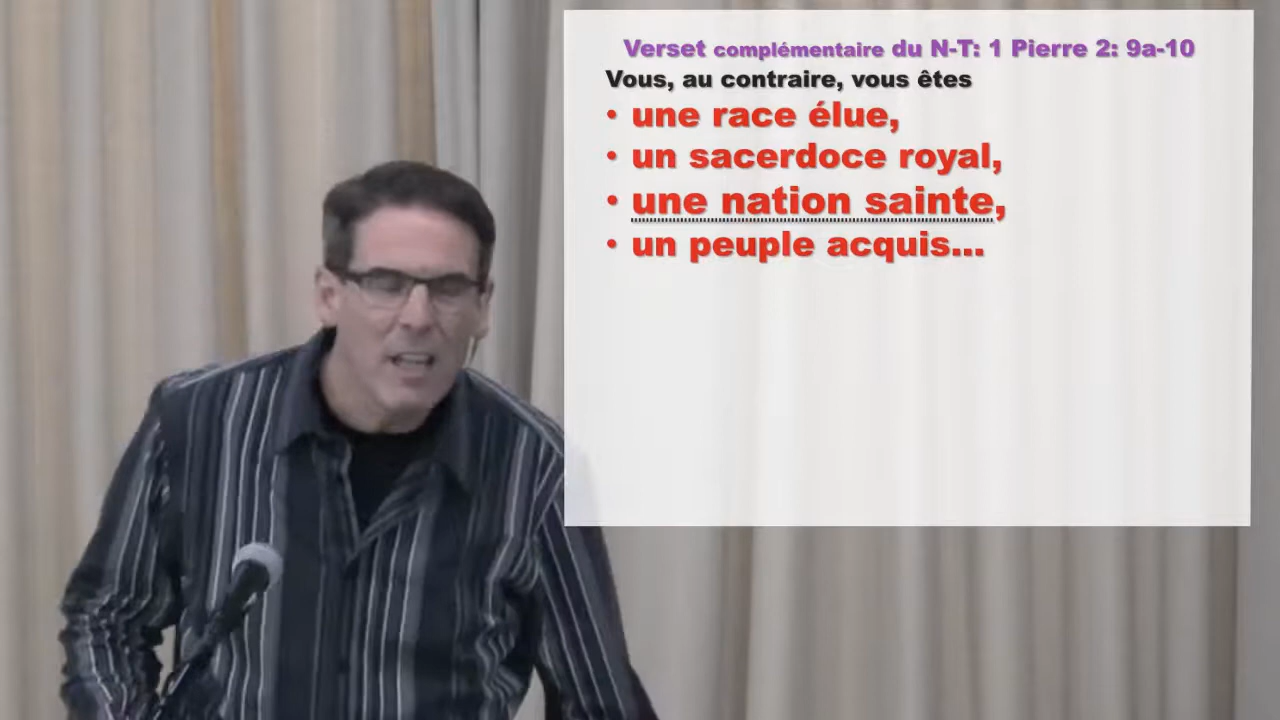 Verset complémentaire du N-T: 1 Pierre 2: 9a-10
Vous, au contraire, vous êtes
• une race élue,
• un sacerdoce royal,
• une nation sainte,
• un peuple acquis...